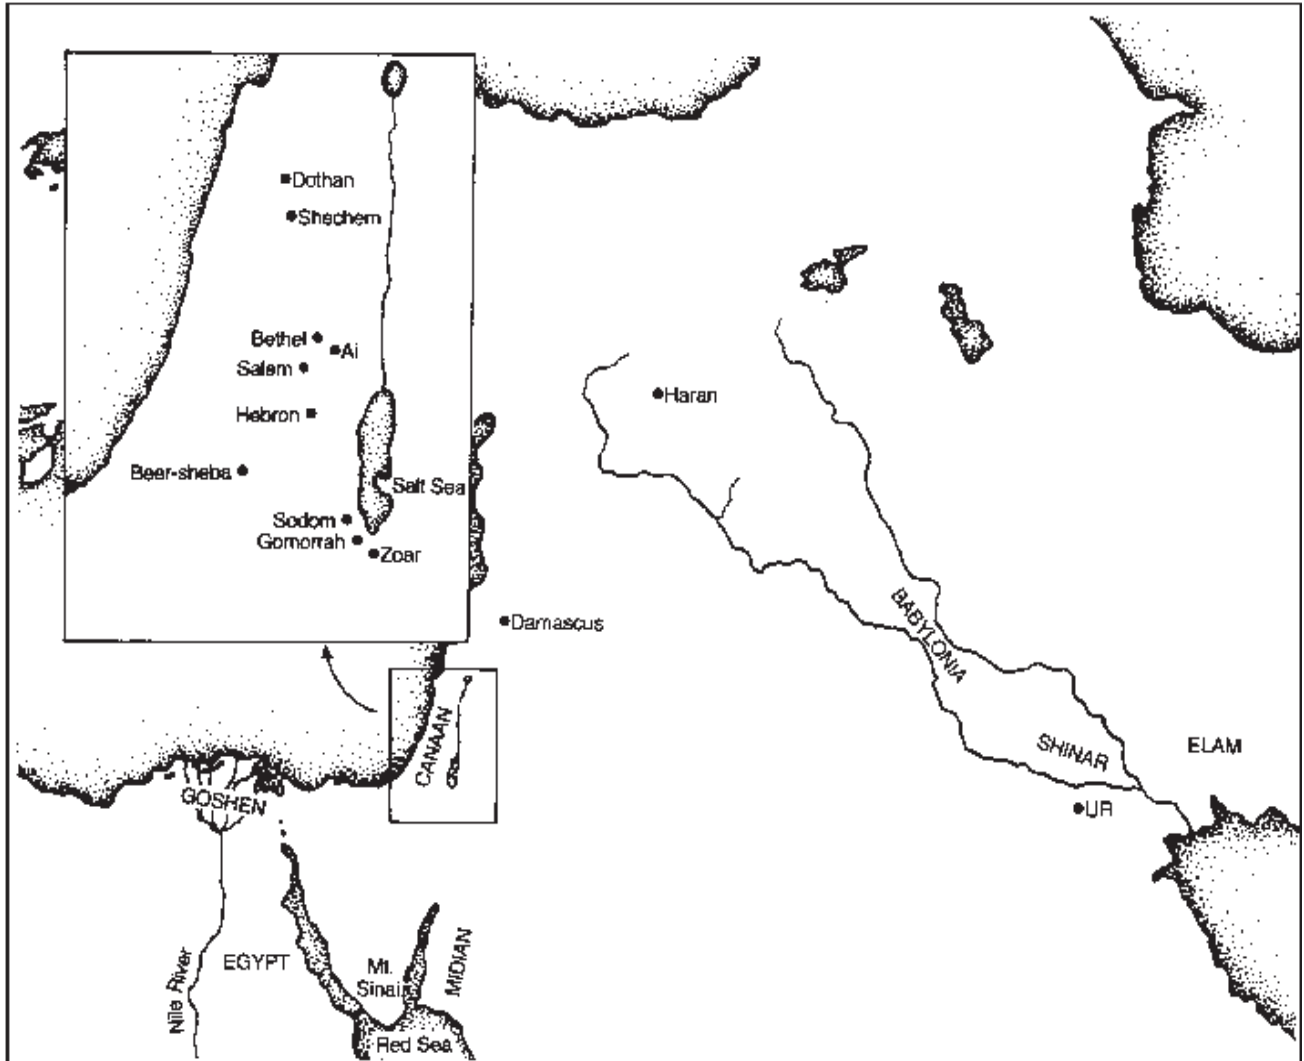 Dothan
Shechem
Bethel
Ai
Salem
Hebron
Haran
Beer-sheba
Salt Sea
Sodom
Gomorrah
Zoar
Damascus
BABYLONIA
CANAAN
SHINAR
ELAM
GOSHEN
UR
EGYPT
Nile River
Mt.
Sinai
MIDIAN
Red Sea